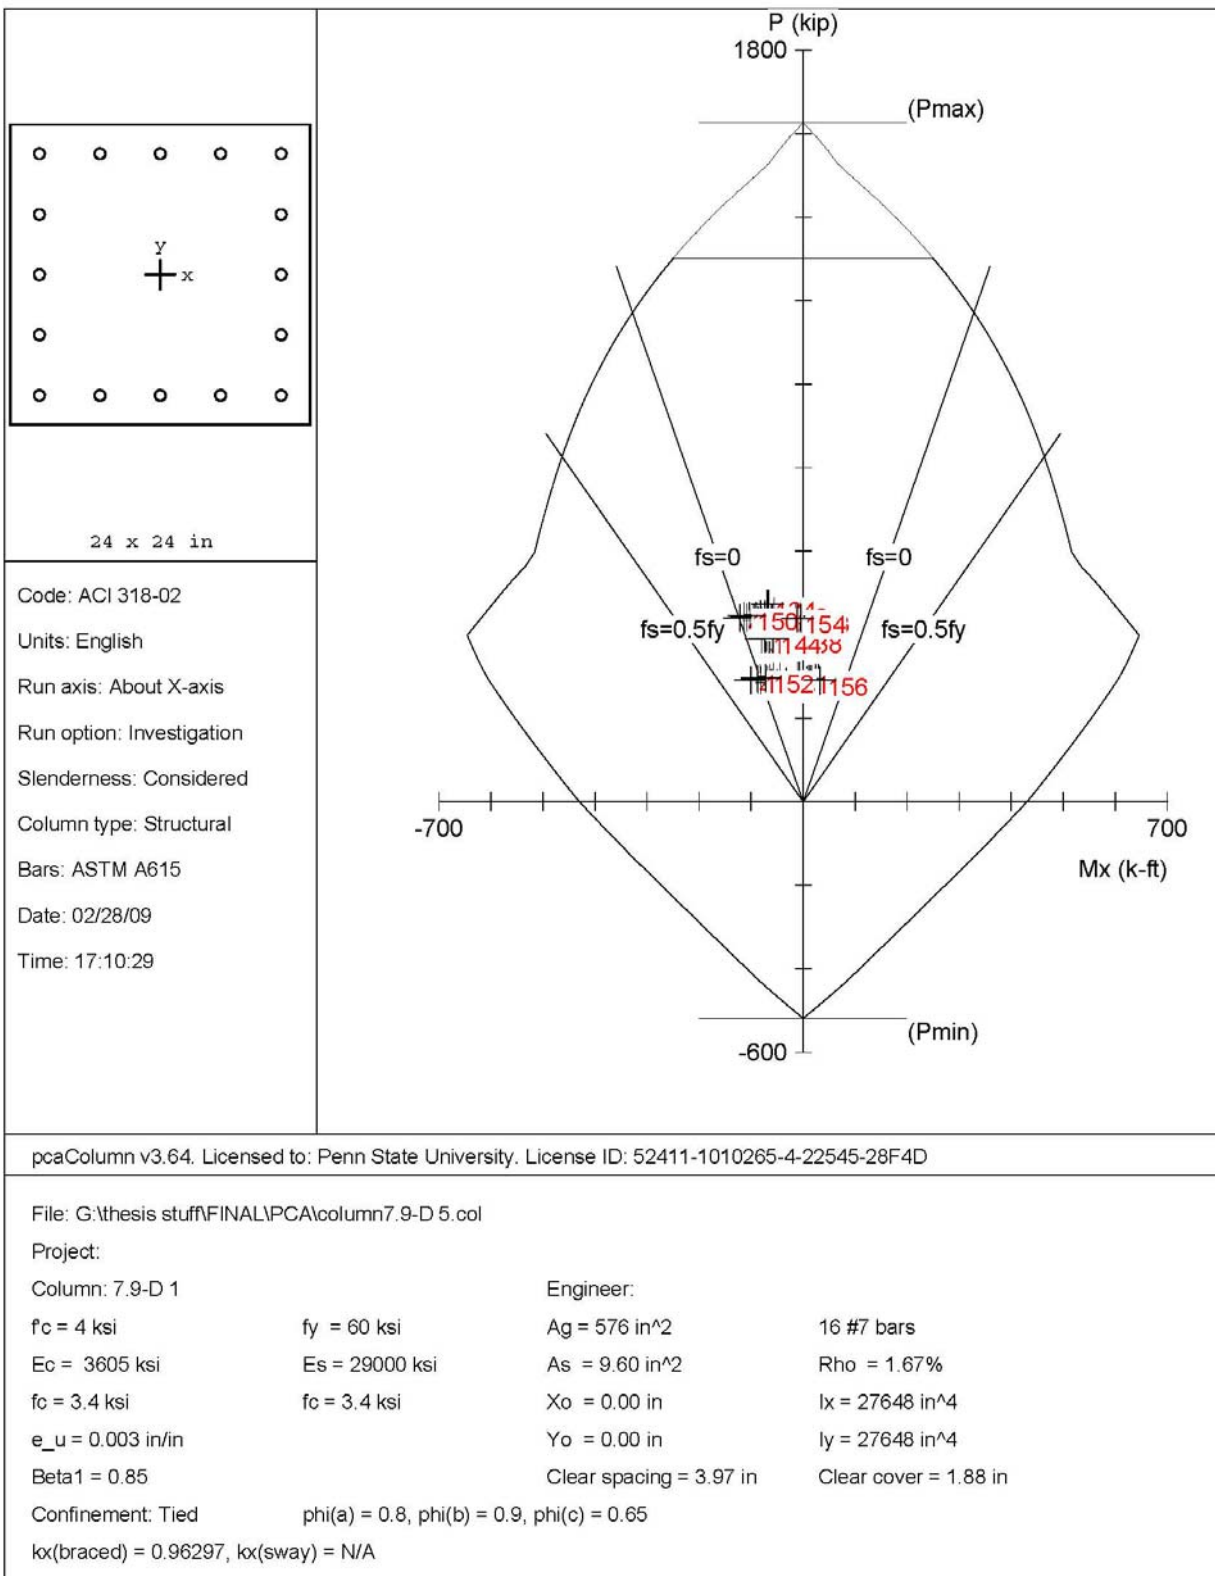 P (kip)
1800
(Pmax)
y
x
24 x 24 in
fs=0
fs=0
fs=0.5fy
fs=0.5fy
1154
1152
1156
-700
700
Mx (k-ft)
(Pmin)
-600
Code: ACI 318-02
Units: English
Run axis: About X-axis
Run option: Investigation
Slenderness: Considered
Column type: Structural
Bars: ASTM A615
Date: 02/28/09
Time: 17:10:29
pcaColumn v3.64. Licensed to: Penn State University. License ID: 52411-1010265-4-22545-28F4D
File: G:\thesis stuff\FINAL\PCA\column7.9-D 5.col
Project:
Column: 7.9-D 1 Engineer:
f'c = 4 ksi fy = 60 ksi Ag = 576 in^2 16 #7 bars
Ec = 3605 ksi Es = 29000 ksi As = 9.60 in^2 Rho = 1.67%
fc = 3.4 ksi fc = 3.4 ksi Xo = 0.00 in Ix = 27648 in^4
e_u = 0.003 in/in Yo = 0.00 in Iy = 27648 in^4
Beta1 = 0.85 Clear spacing = 3.97 in Clear cover = 1.88 in
Confinement: Tied phi(a) = 0.8, phi(b) = 0.9, phi(c) = 0.65
kx(braced) = 0.96297, kx(sway) = N/A